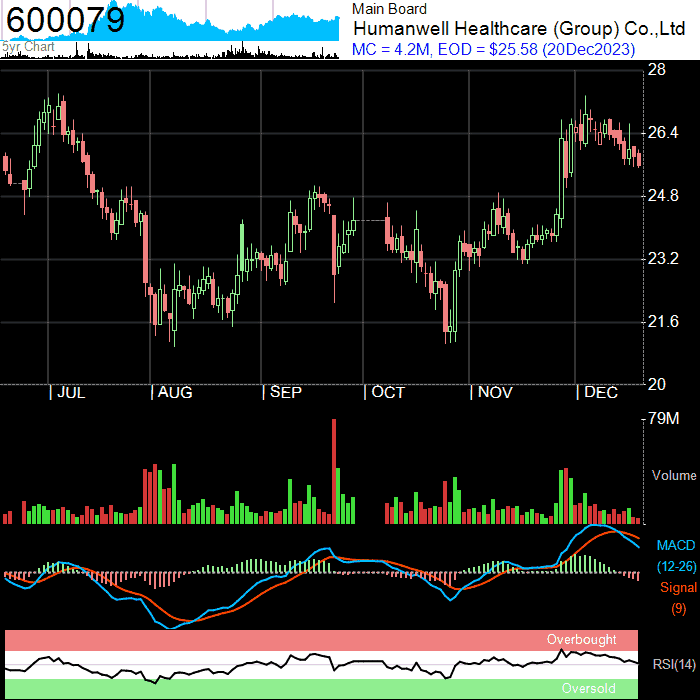 600079
5yr Chart
Main Board
Humanwell Healthcare (Group) Co.,Ltd
MC = 4.2M, EOD = $25.58 (20Dec2023)
28
26.4
24.8
23.2
21.6
20
JUL AUG SEP OCT NOV DEC
79M
Volume
MACD
(12-26)
Signal
(9)
Overbought
RSI(14)
Oversold